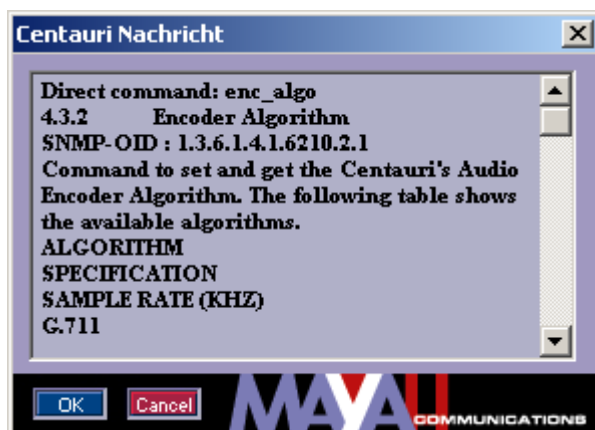 Centauri Nachricht
Direct command: enc_algo
4.3.2 Encoder Algorithm
SNMP-OID : 1.3.6.1.4.1.6210.2.1
Command to set and get the Centauri's Audio
Encoder Algorithm. The following table shows
the available algorithms.
ALGORITHM
SPECIFICATION
SAMPLE RATE (KHZ)
G.711
OK Cancel
MAYAH
COMMUNICATIONS